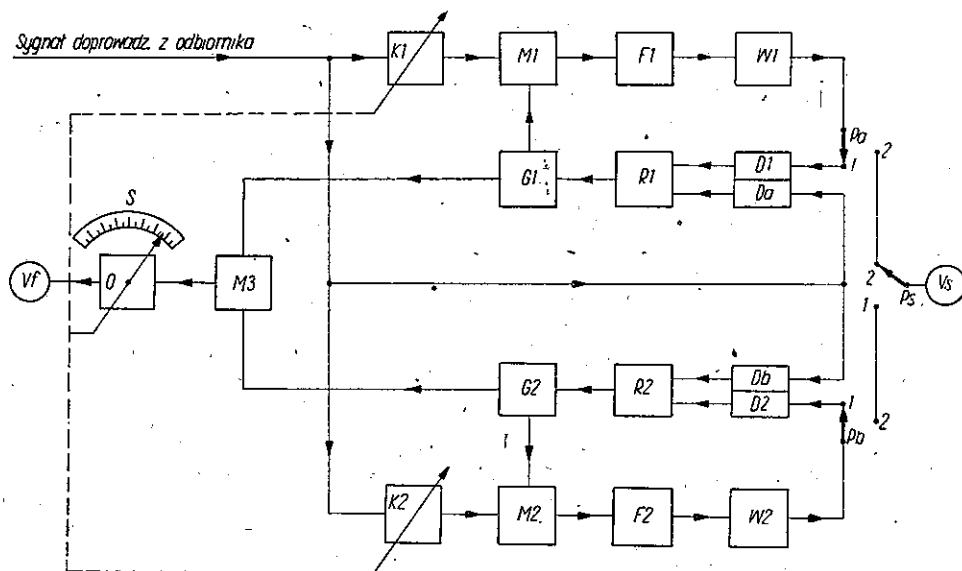 Sygnał doprowadz. z odbiornika
K1
M1
F1
W1
Pa
1
2
G1
R1
D1
Da
S
Vf
0
M3
2
Ps
Vs
1
G2
R2
Db
D2
1
2
Pb
K2
M2
F2
W2